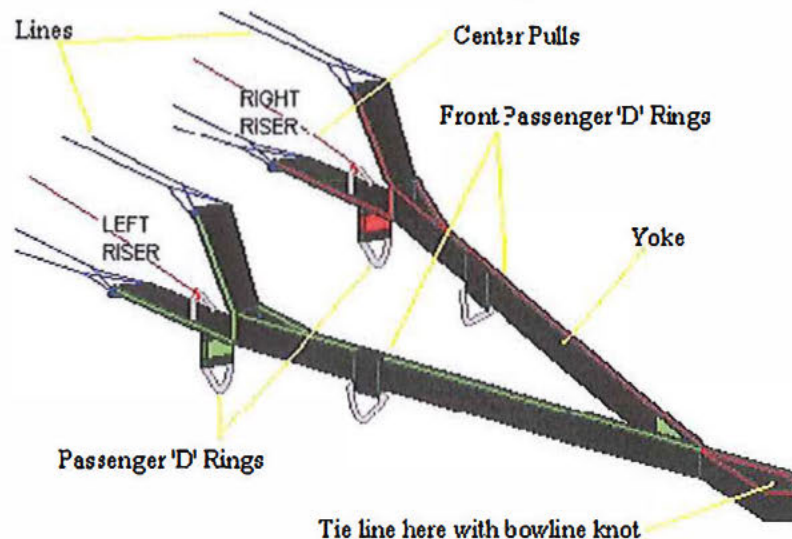 Lines
Center Pulls
RIGHT
RISER
Front Passenger 'D' Rings
LEFT
RISER
Yoke
Passenger 'D' Rings
Tie line here with bowline knot